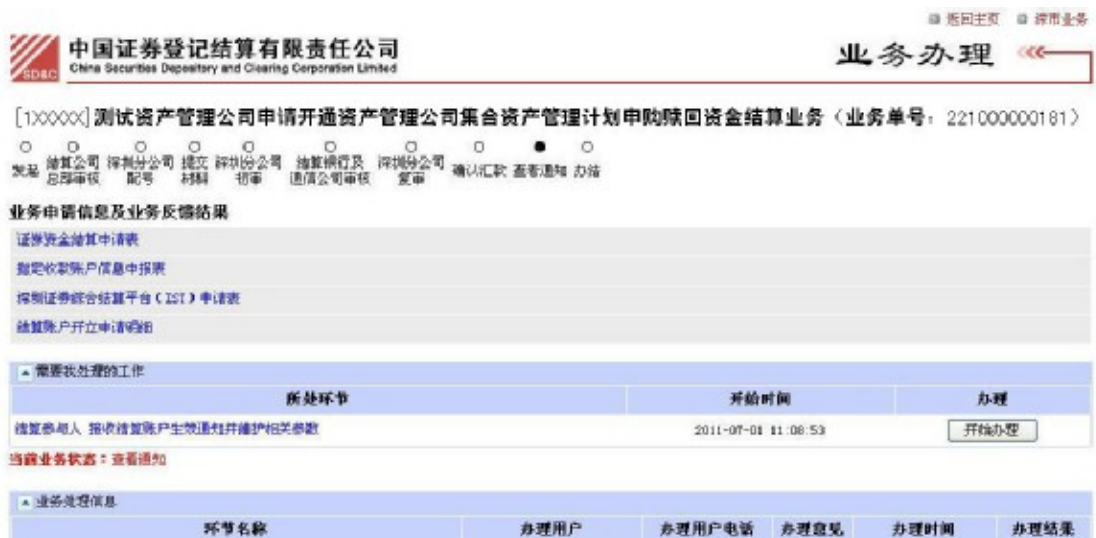 返回主页 深市业务
中国证券登记结算有限责任公司
China Securities Depository and Clearing Corporation Limited
SD&C
业务办理
[1XXXXX]测试资产管理公司申请开通资产管理公司集合资产管理计划申购赎回资金结算业务（业务单号：221000000181）
发起 结算公司总部审核 深圳分公司配号 提交材料 深圳分公司初审 结算银行及通信公司审核 深圳分公司复审 确认汇款 查看通知 办结
业务申请信息及业务反馈结果
证券资金结算申请表
指定收款账户信息申报表
深圳证券综合结算平台（IST）申请表
结算账户开立申请明细
需要我处理的工作
所处环节 开始时间 办理
结算参与人 接收结算账户生效通知并维护相关参数 2011-07-01 11:08:53 开始办理
当前业务状态：查看通知
业务处理信息
环节名称 办理用户 办理用户电话 办理意见 办理时间 办理结果